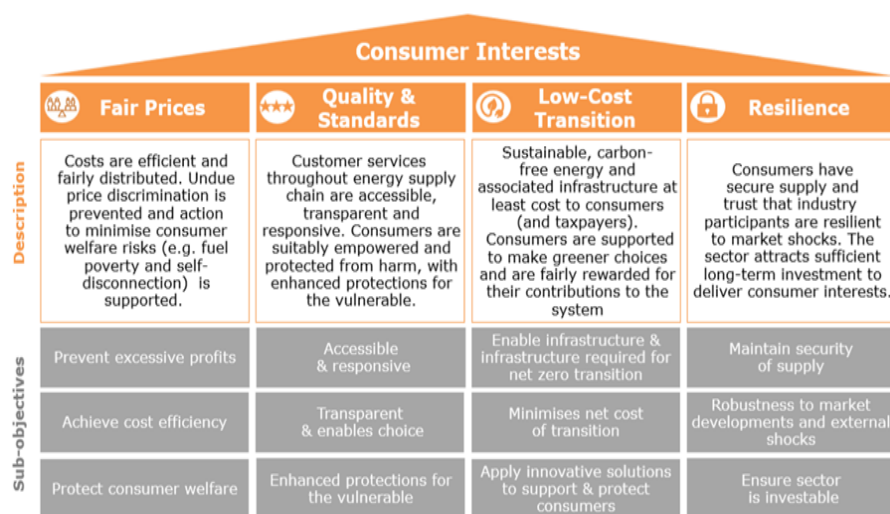 Consumer Interests
Fair Prices
Quality &
Standards
Low-Cost
Transition
Resilience
Description
Costs are efficient and
fairly distributed. Undue
price discrimination is
prevented and action
to minimise consumer
welfare risks (e.g. fuel
poverty and self-
disconnection) is
supported.
Customer services
throughout energy supply
chain are accessible,
transparent and
responsive. Consumers are
suitably empowered and
protected from harm, with
enhanced protections for
the vulnerable.
Sustainable, carbon-
free energy and
associated infrastructure at
least cost to consumers
(and taxpayers).
Consumers are supported
to make greener choices
and are fairly rewarded for
their contributions to the
system
Consumers have
secure supply and
trust that industry
participants are resilient
to market shocks. The
sector attracts sufficient
long-term investment to
deliver consumer interests.
Sub-objectives
Prevent excessive profits
Accessible
& responsive
Enable infrastructure &
infrastructure required for
net zero transition
Maintain security
of supply
Achieve cost efficiency
Transparent
& enables choice
Minimises net cost
of transition
Robustness to market
developments and external
shocks
Protect consumer welfare
Enhanced protections for
the vulnerable
Apply innovative solutions
to support & protect
consumers
Ensure sector
is investable